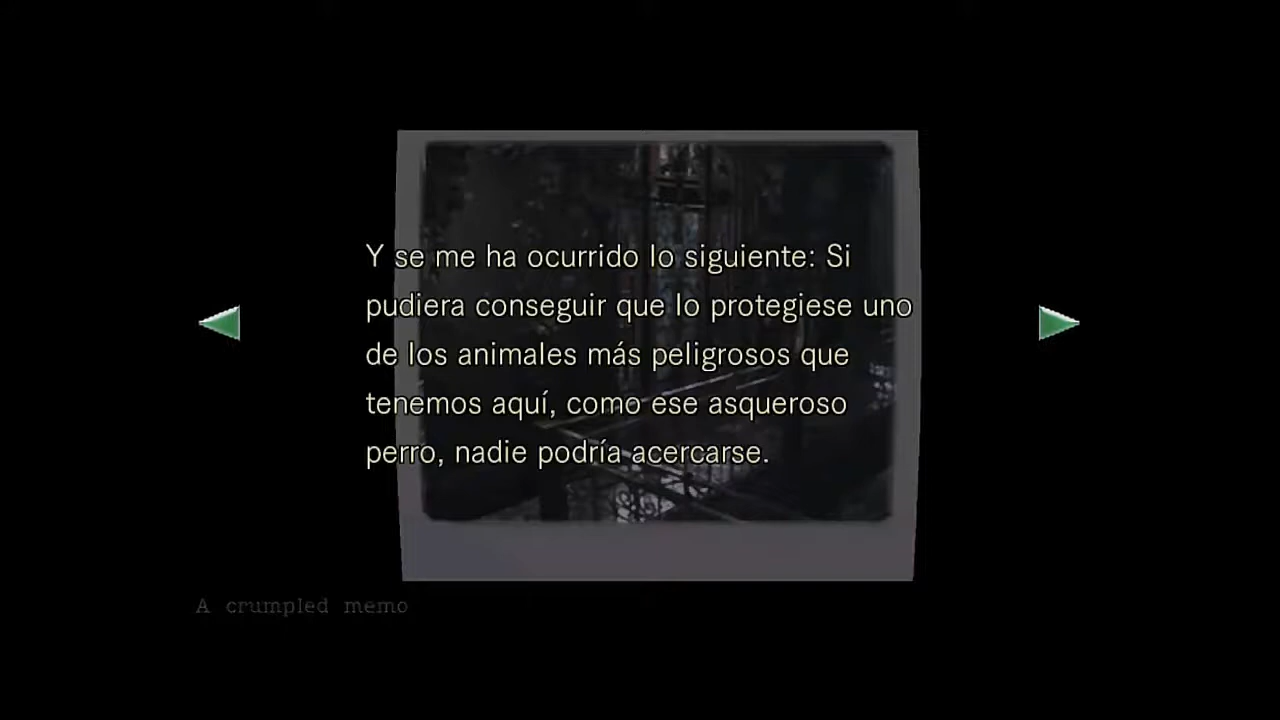 Y se me ha ocurrido lo siguiente: Si
pudiera conseguir que lo protegiese uno
de los animales más peligrosos que
tenemos aquí, como ese asqueroso
perro, nadie podría acercarse.
A crumpled memo